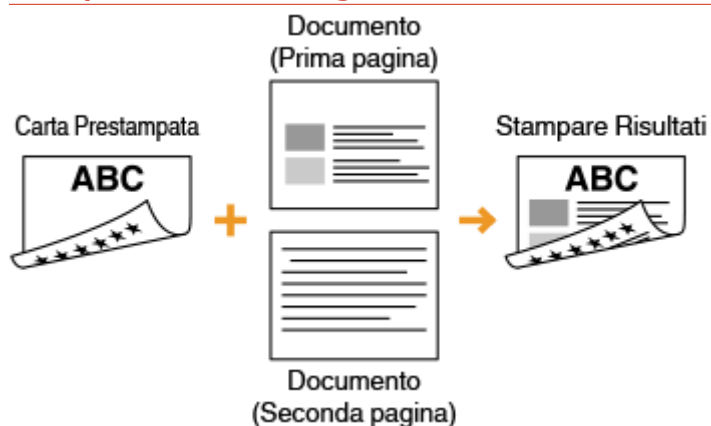 Documento
(Prima pagina)
Carta Prestampata
Stampare Risultati
ABC
ABC
Documento
(Seconda pagina)